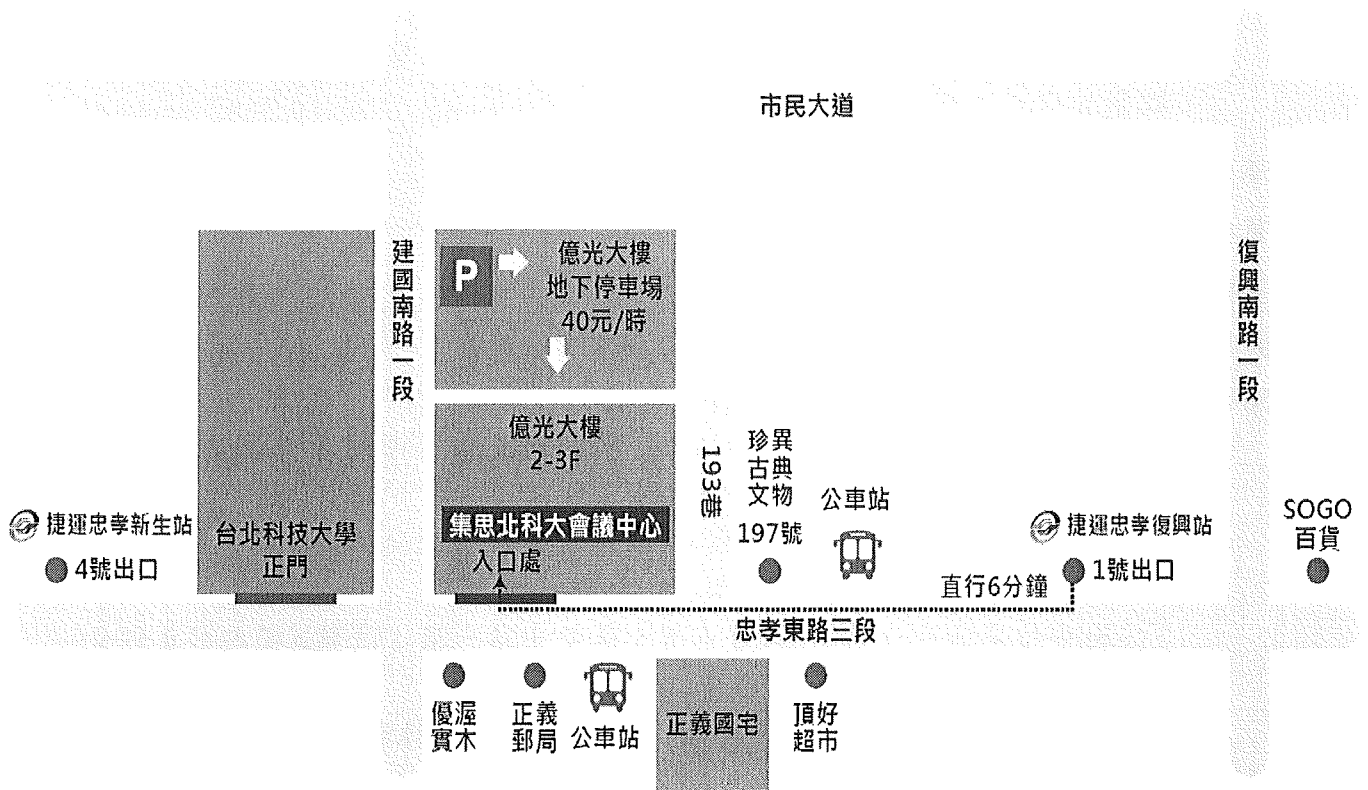 市民大道
建國南路一段
P
億光大樓
地下停車場
40元/時
復興南路一段
億光大樓
2-3F
集思北科大會議中心
入口處
193巷
珍異
古典
文物
197號
公車站
捷運忠孝新生站
4號出口
台北科技大學
正門
捷運忠孝復興站
1號出口
直行6分鐘
SOGO
百貨
忠孝東路三段
優渥
實木
正義
郵局
公車站
正義國宅
頂好
超市